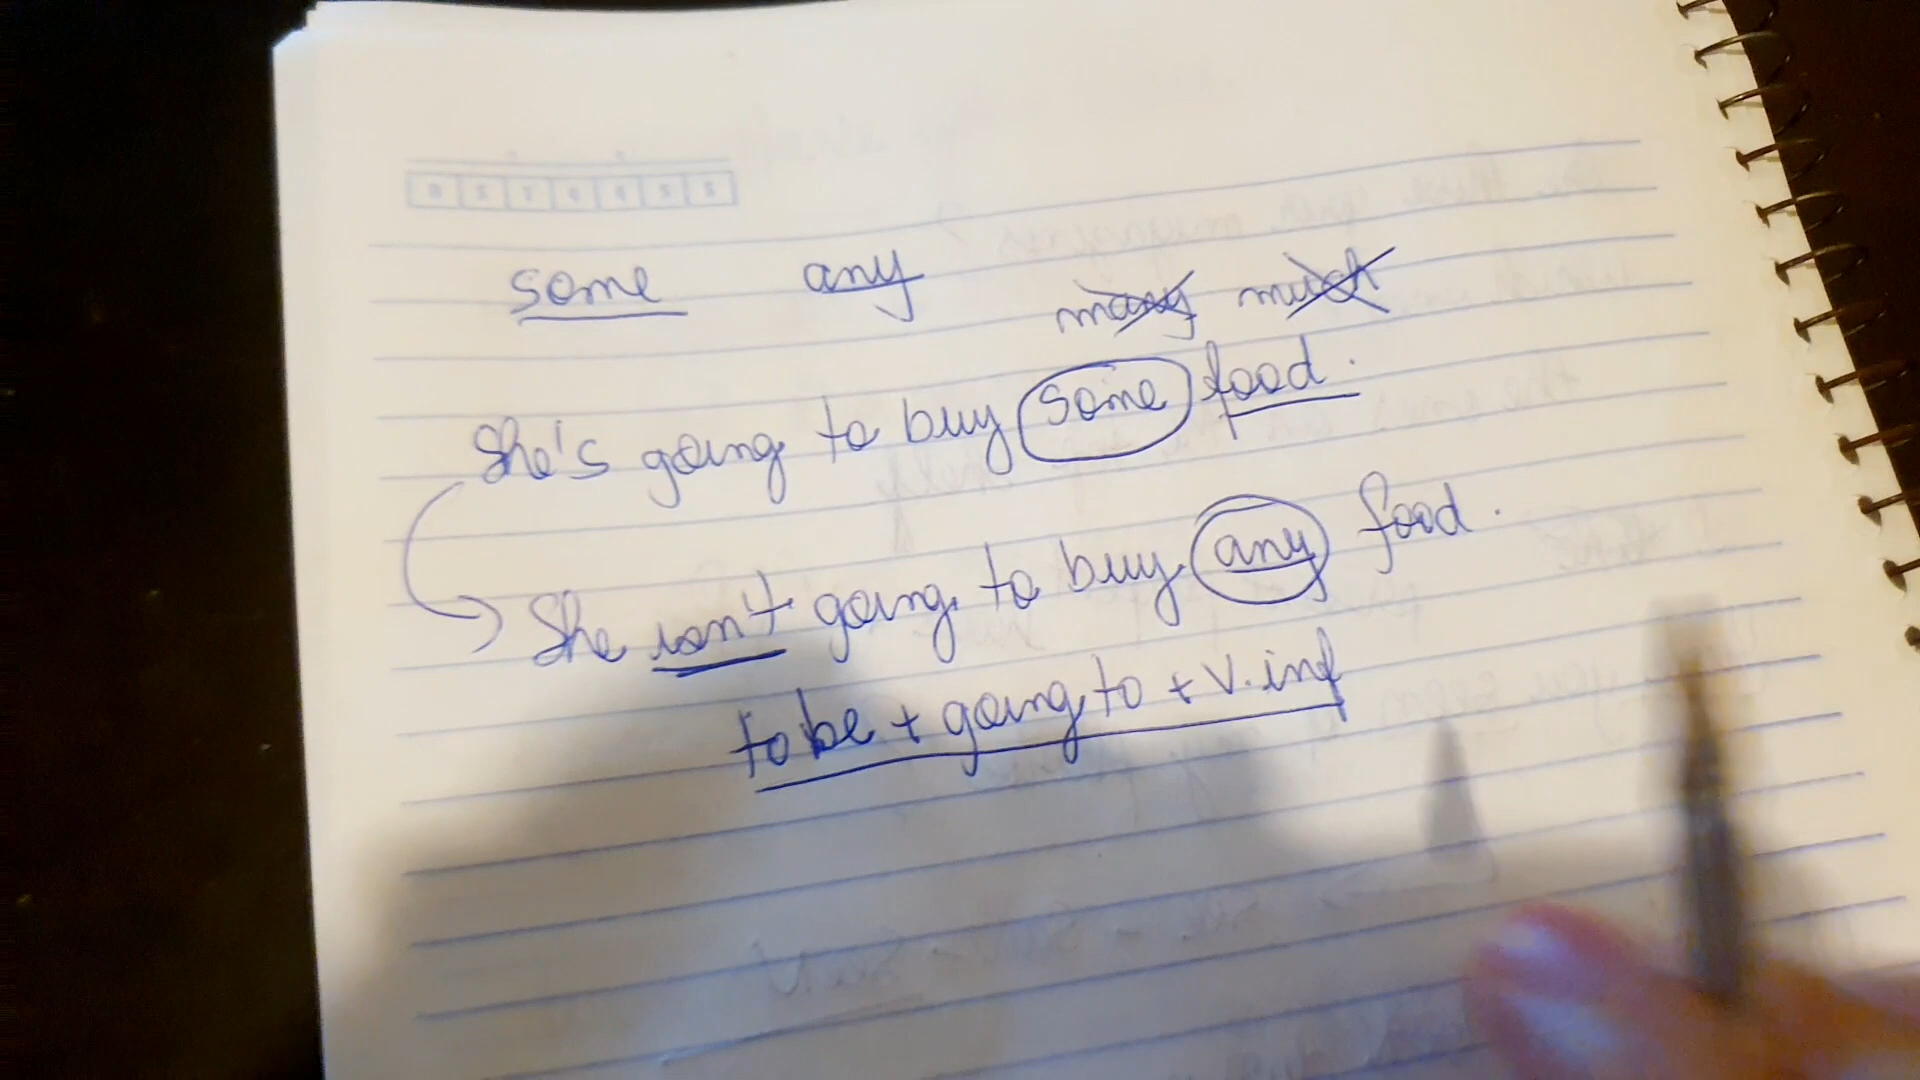 some any many much
She's going to buy some food.
She isn't going to buy any food.
to be + going to + v.inf